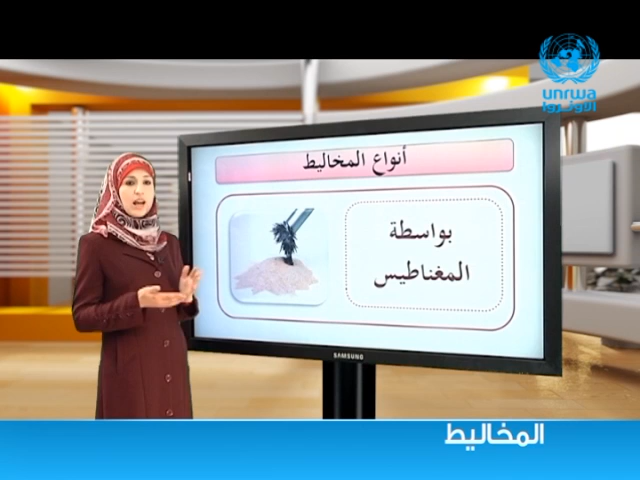 unrwa
الأونروا
أنواع المخاليط
بواسطة
المغناطيس
SAMSUNG
المخاليط